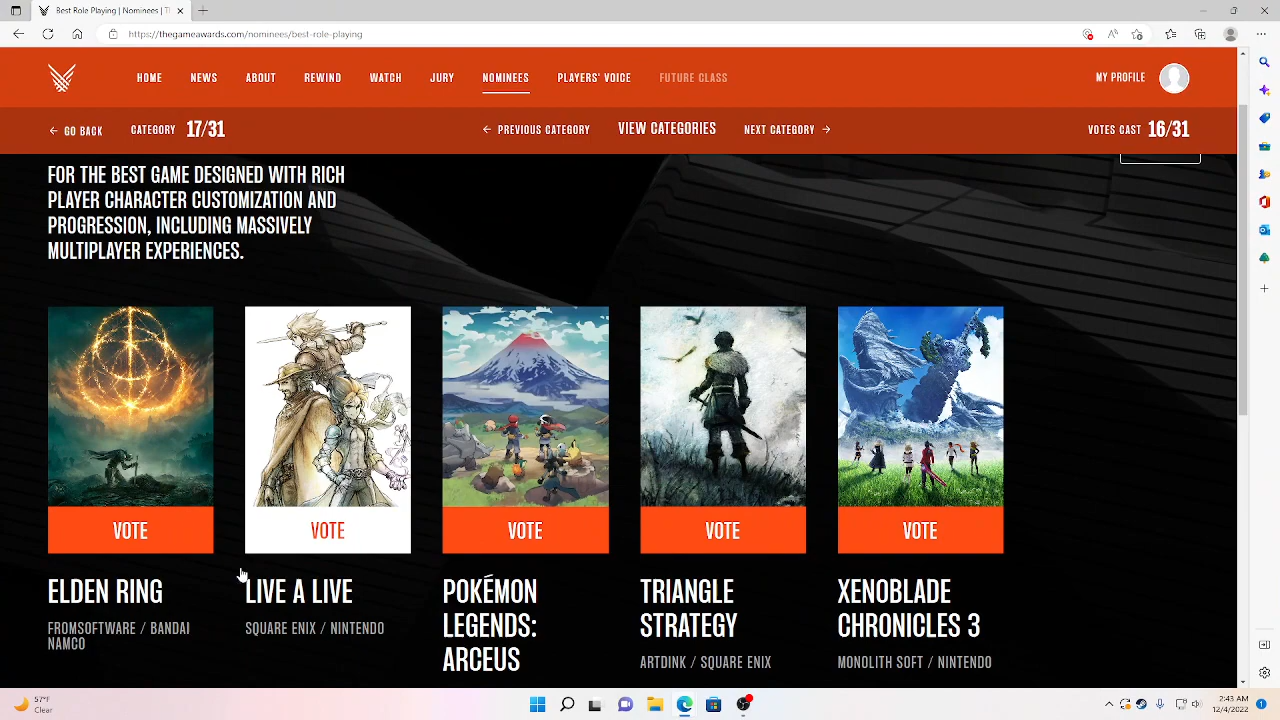 Best Role Playing | Nominees | Tl
https://thegameawards.com/nominees/best-role-playing
HOME NEWS ABOUT REWIND WATCH JURY NOMINEES PLAYERS' VOICE FUTURE CLASS MY PROFILE
← GO BACK CATEGORY 17/31 ← PREVIOUS CATEGORY VIEW CATEGORIES NEXT CATEGORY → VOTES CAST 16/31
FOR THE BEST GAME DESIGNED WITH RICH
PLAYER CHARACTER CUSTOMIZATION AND
PROGRESSION, INCLUDING MASSIVELY
MULTIPLAYER EXPERIENCES.
VOTE VOTE VOTE VOTE VOTE
ELDEN RING
FROMSOFTWARE / BANDAI
NAMCO
LIVE A LIVE
SQUARE ENIX / NINTENDO
POKÉMON
LEGENDS:
ARCEUS
TRIANGLE
STRATEGY
ARTDINK / SQUARE ENIX
XENOBLADE
CHRONICLES 3
MONOLITH SOFT / NINTENDO
57°F
Clear
2:43 AM
12/4/2022